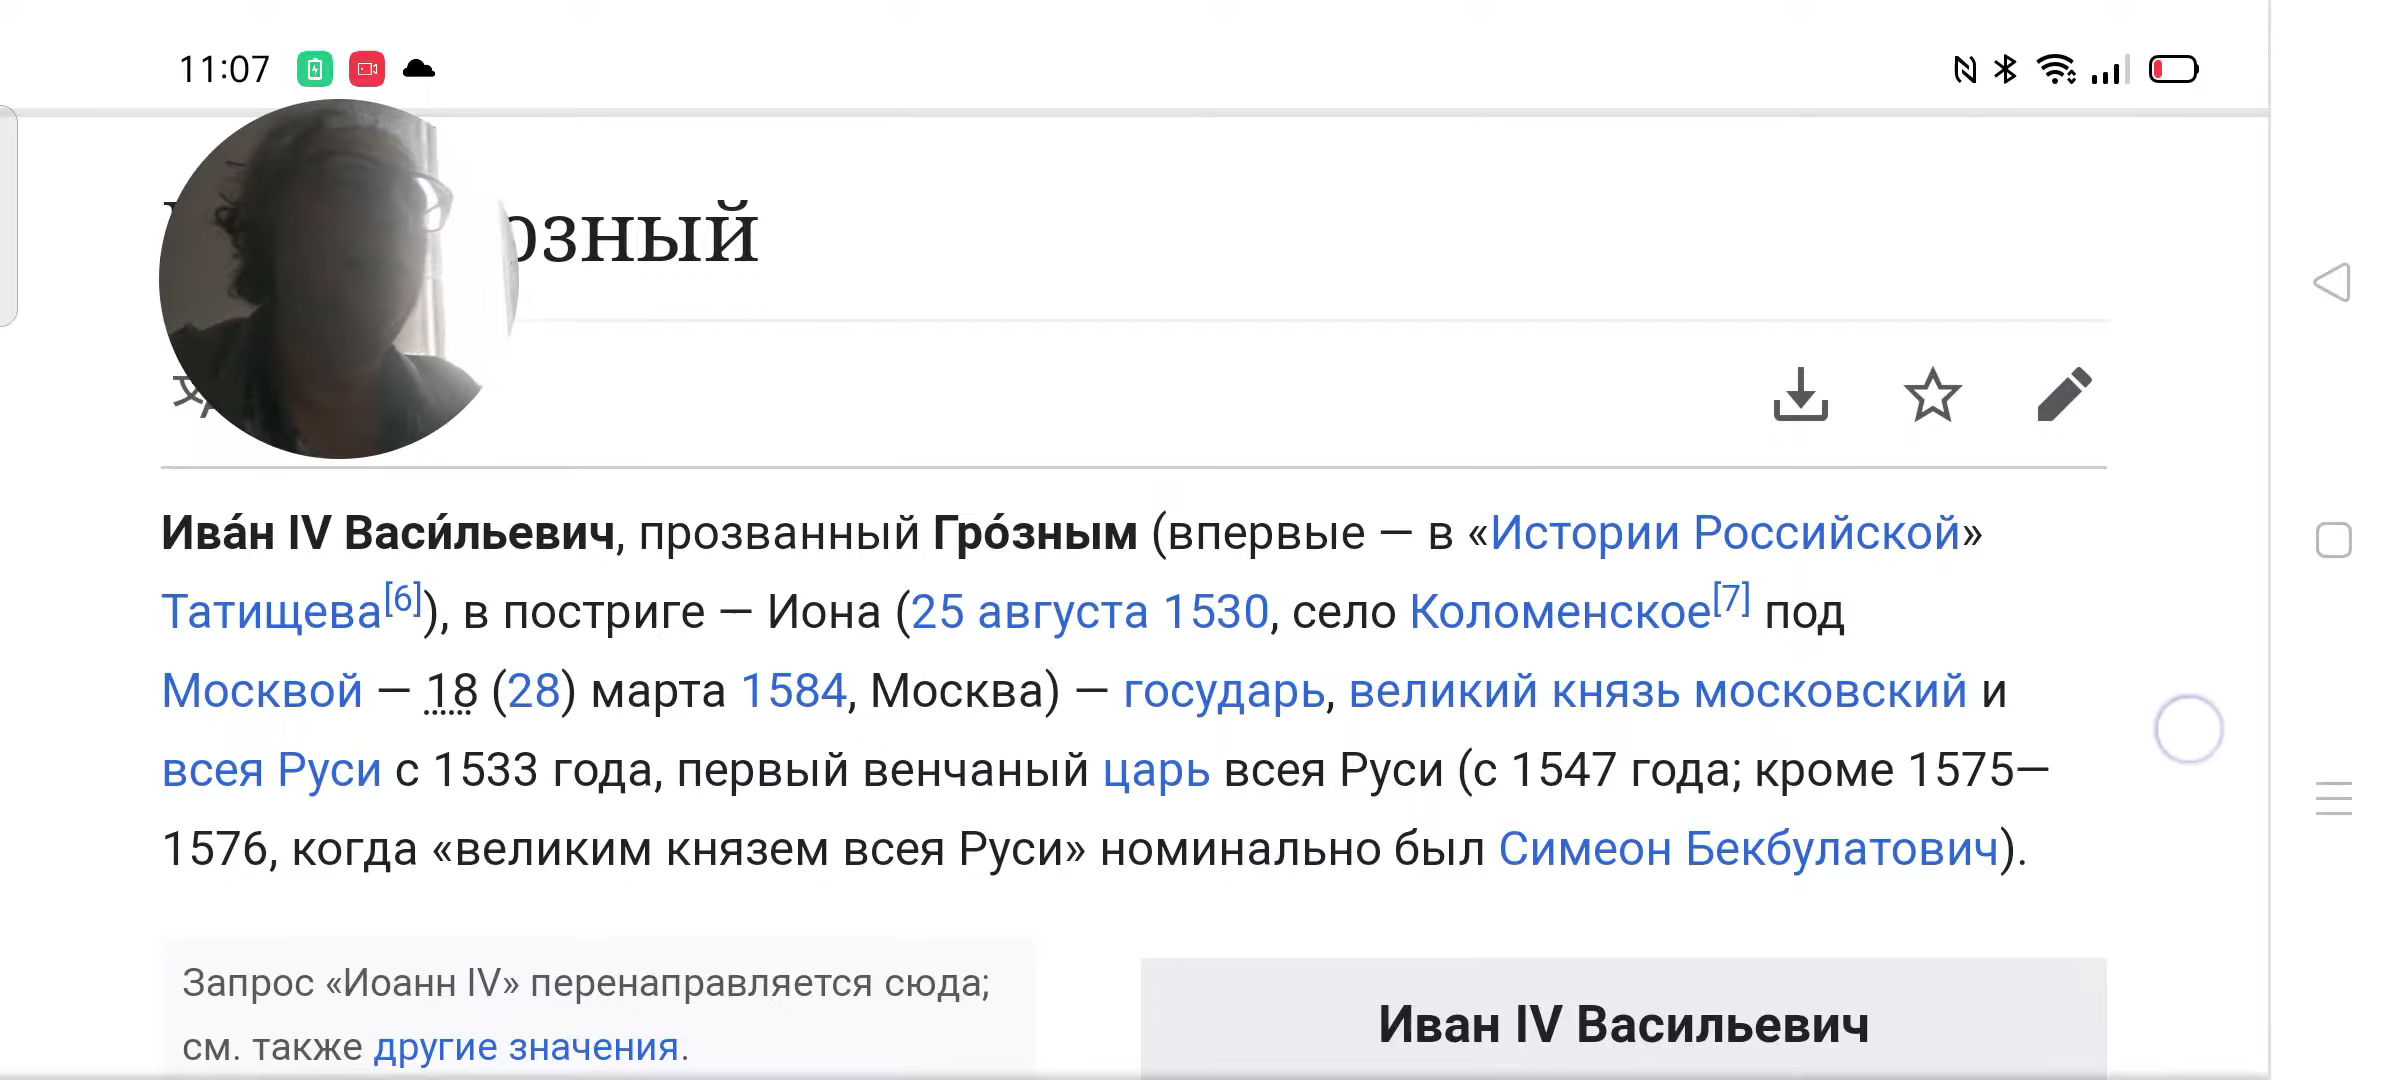 11:07
озный
Ива́н IV Васи́льевич, прозванный Гро́зным (впервые — в «Истории Российской»
Татищева[6]), в постриге — Иона (25 августа 1530, село Коломенское[7] под
Москвой — 18 (28) марта 1584, Москва) — государь, великий князь московский и
всея Руси с 1533 года, первый венчаный царь всея Руси (с 1547 года; кроме 1575—
1576, когда «великим князем всея Руси» номинально был Симеон Бекбулатович).
Запрос «Иоанн IV» перенаправляется сюда;
см. также другие значения.
Иван IV Васильевич